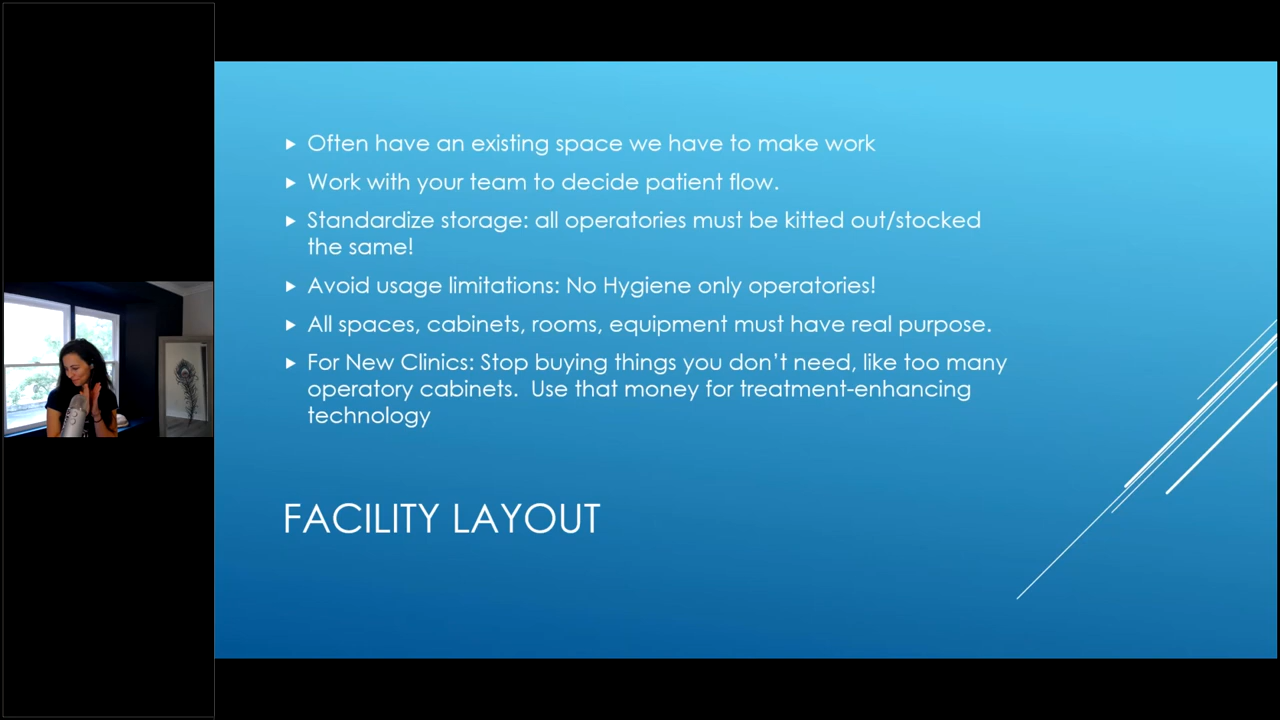 Often have an existing space we have to make work
Work with your team to decide patient flow.
Standardize storage: all operatories must be kitted out/stocked
the same!
Avoid usage limitations: No Hygiene only operatories!
All spaces, cabinets, rooms, equipment must have real purpose.
For New Clinics: Stop buying things you don't need, like too many
operatory cabinets.  Use that money for treatment-enhancing
technology
FACILITY LAYOUT